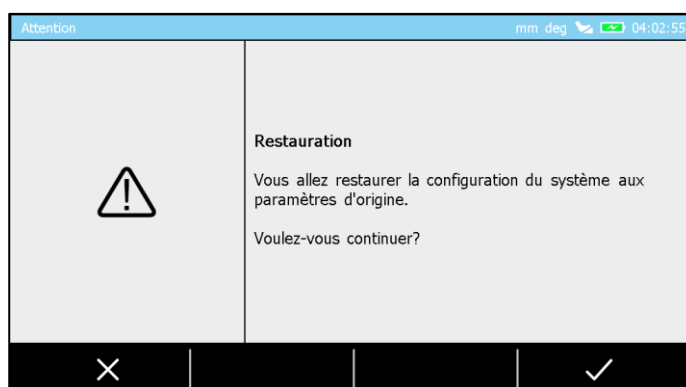 Attention
mm deg 04:02:55
Restauration
Vous allez restaurer la configuration du système aux
paramètres d'origine.
Voulez-vous continuer?